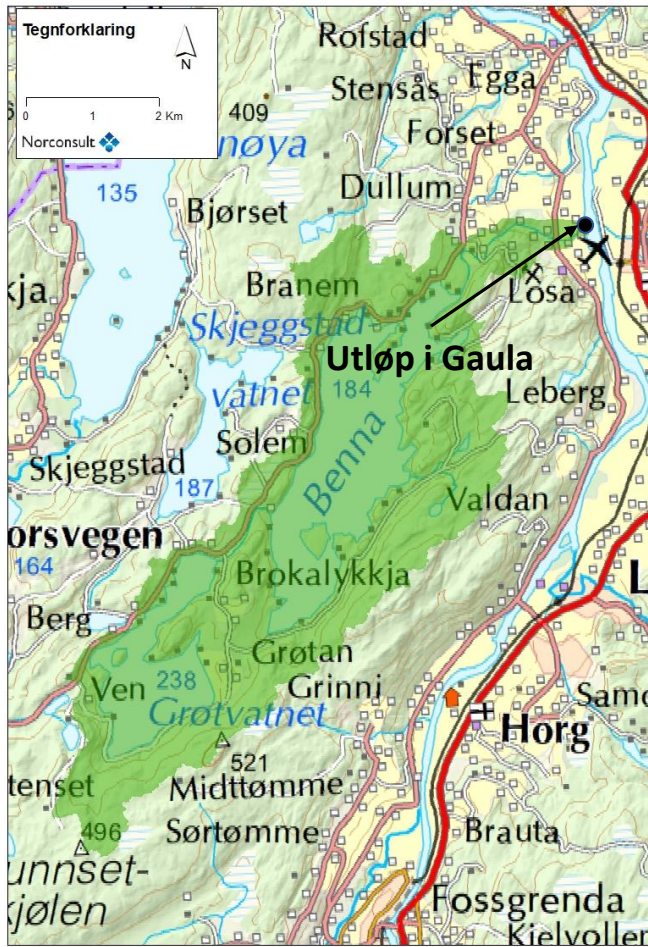 Tegnforklaring
N
0 1 2 Km
Norconsult
Rofstad
Stensås
Egga
409
Forset
nøya
135
Dullum
Bjørset
kja
Branem
Løsa
Skjeggstad-
Utløp i Gaula
vatnet
184
Leberg
Solem
Benna
Skjeggstad
187
Valdan
orsvegen
164
L
Brokalykkja
Berg
Grøtan
Ven
238
Grinni
Samo
Grøtvatnet
Horg
521
tenset
Midttømme
496
Sørtømme
Brauta
unnset-
kjølen
Fossgrenda
Kjelvollen